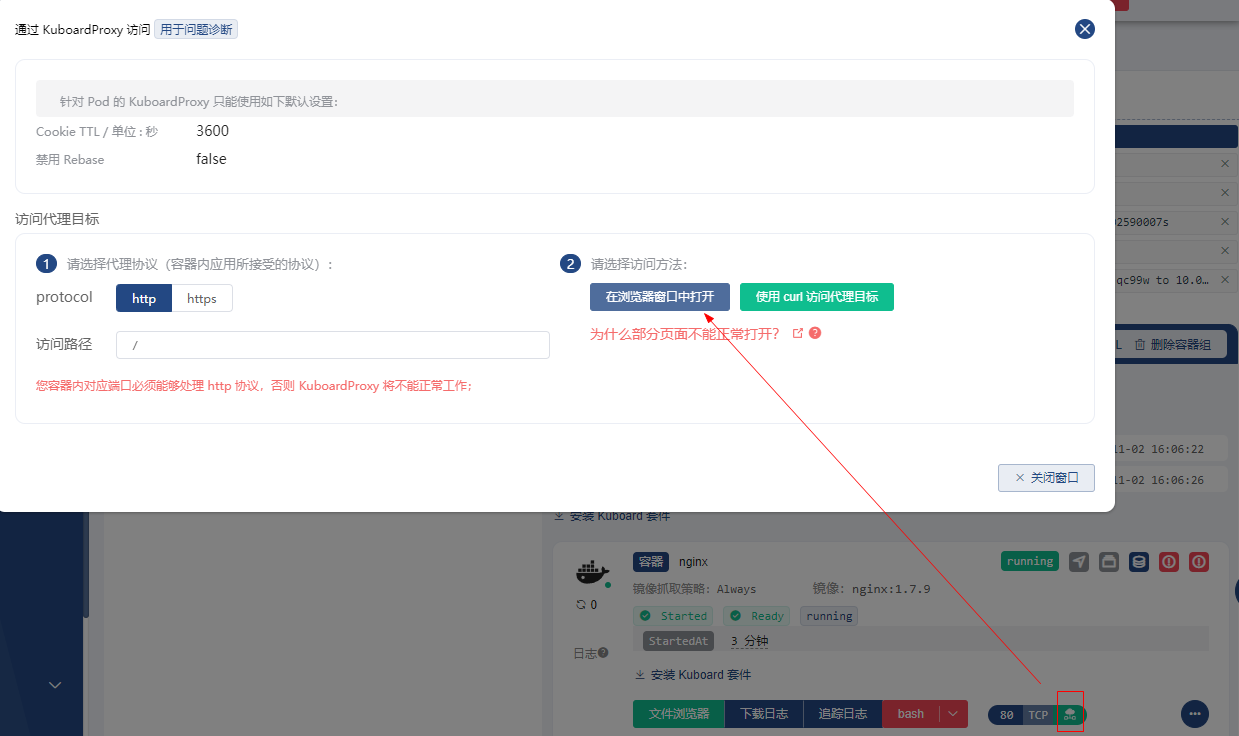 通过 KuboardProxy 访问 用于问题诊断
针对 Pod 的 KuboardProxy 只能使用如下默认设置：
Cookie TTL / 单位 : 秒 3600
禁用 Rebase false
访问代理目标
1 请选择代理协议（容器内应用所接受的协议）：
protocol http https
访问路径 /
您容器内对应端口必须能够处理 http 协议，否则 KuboardProxy 将不能正常工作；
2 请选择访问方法：
在浏览器窗口中打开 使用 curl 访问代理目标
为什么部分页面不能正常打开？
关闭窗口
2590007s
qc99w to 10.0...
L 删除容器组
11-02 16:06:22
11-02 16:06:26
安装 Kuboard 套件
容器 nginx running
0
镜像抓取策略: Always 镜像: nginx:1.7.9
Started Ready running
StartedAt 3 分钟
日志
安装 Kuboard 套件
文件浏览器 下载日志 追踪日志 bash 80 TCP